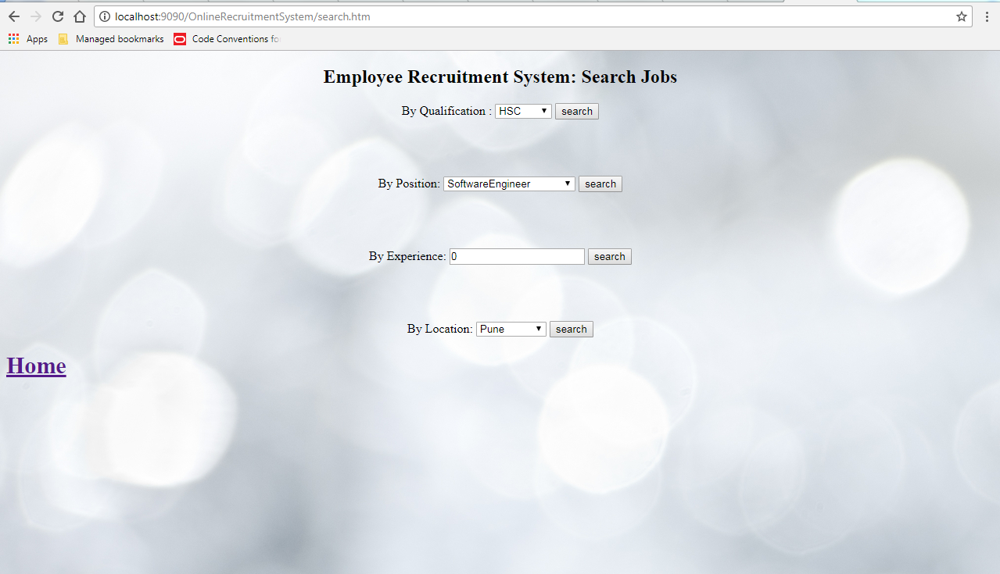 localhost:9090/OnlineRecruitmentSystem/search.htm
Apps Managed bookmarks Code Conventions fo
Employee Recruitment System: Search Jobs
By Qualification : HSC search
By Position: SoftwareEngineer search
By Experience: 0 search
By Location: Pune search
Home